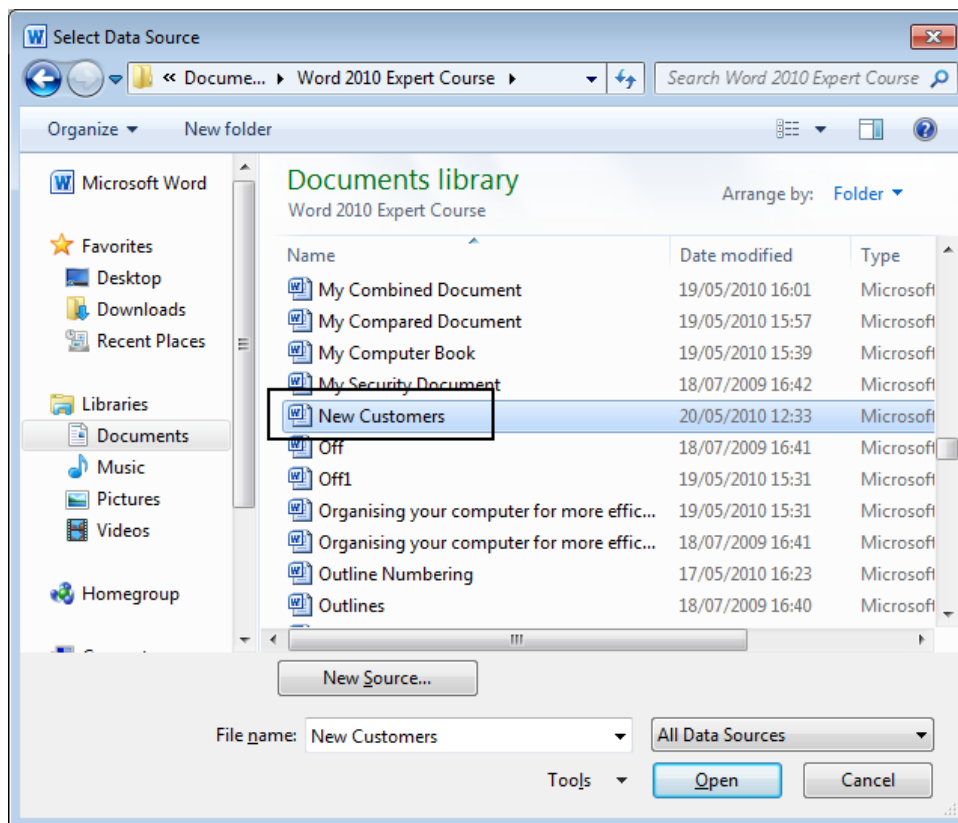 Select Data Source
« Docume... Word 2010 Expert Course Search Word 2010 Expert Course
Organize New folder
Microsoft Word
Favorites
Desktop
Downloads
Recent Places
Libraries
Documents
Music
Pictures
Videos
Homegroup
Documents library
Word 2010 Expert Course
Arrange by: Folder
Name Date modified Type
My Combined Document 19/05/2010 16:01 Microsoft
My Compared Document 19/05/2010 15:57 Microsoft
My Computer Book 19/05/2010 15:39 Microsoft
My Security Document 18/07/2009 16:42 Microsoft
New Customers 20/05/2010 12:33 Microsoft
Off 18/07/2009 16:41 Microsoft
Off1 19/05/2010 15:31 Microsoft
Organising your computer for more effic... 19/05/2010 15:31 Microsoft
Organising your computer for more effic... 18/07/2009 16:41 Microsoft
Outline Numbering 17/05/2010 16:23 Microsoft
Outlines 18/07/2009 16:40 Microsoft
New Source...
File name: New Customers All Data Sources
Tools Open Cancel